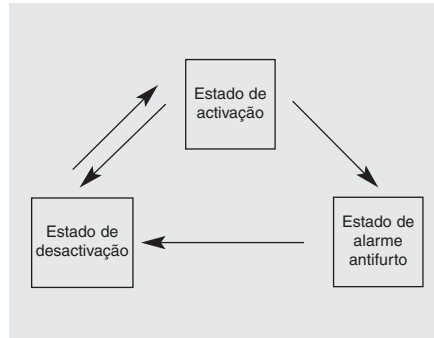 Estado de
activação
Estado de
desactivação
Estado de
alarme
antifurto